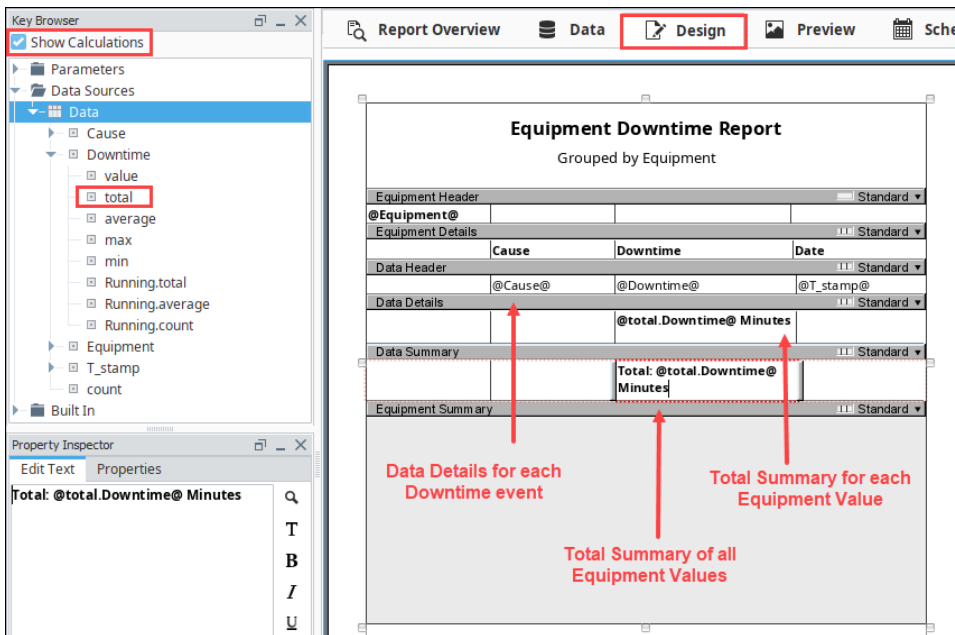 Key Browser
Show Calculations
Parameters
Data Sources
Data
Cause
Downtime
value
total
average
max
min
Running.total
Running.average
Running.count
Equipment
T_stamp
count
Built In
Property Inspector
Edit Text Properties
Total: @total.Downtime@ Minutes
T
B
I
U
Report Overview Data Design Preview Sche
Equipment Downtime Report
Grouped by Equipment
Equipment Header Standard
@Equipment@
Equipment Details Standard
Cause Downtime Date
Data Header Standard
@Cause@ @Downtime@ @T_stamp@
Data Details Standard
@total.Downtime@ Minutes
Data Summary Standard
Total: @total.Downtime@
Minutes
Equipment Summary Standard
Data Details for each
Downtime event
Total Summary for each
Equipment Value
Total Summary of all
Equipment Values